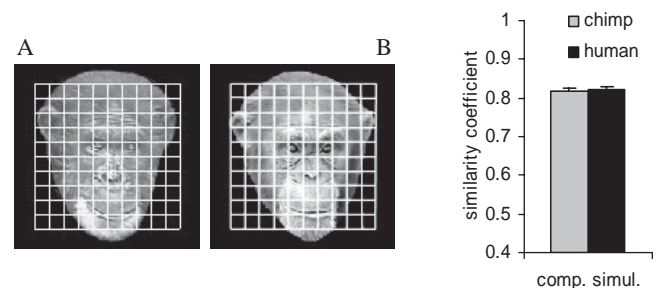 A
B
1
chimp
human
0.9
0.8
0.7
0.6
0.5
0.4
similarity coefficient
comp. simul.